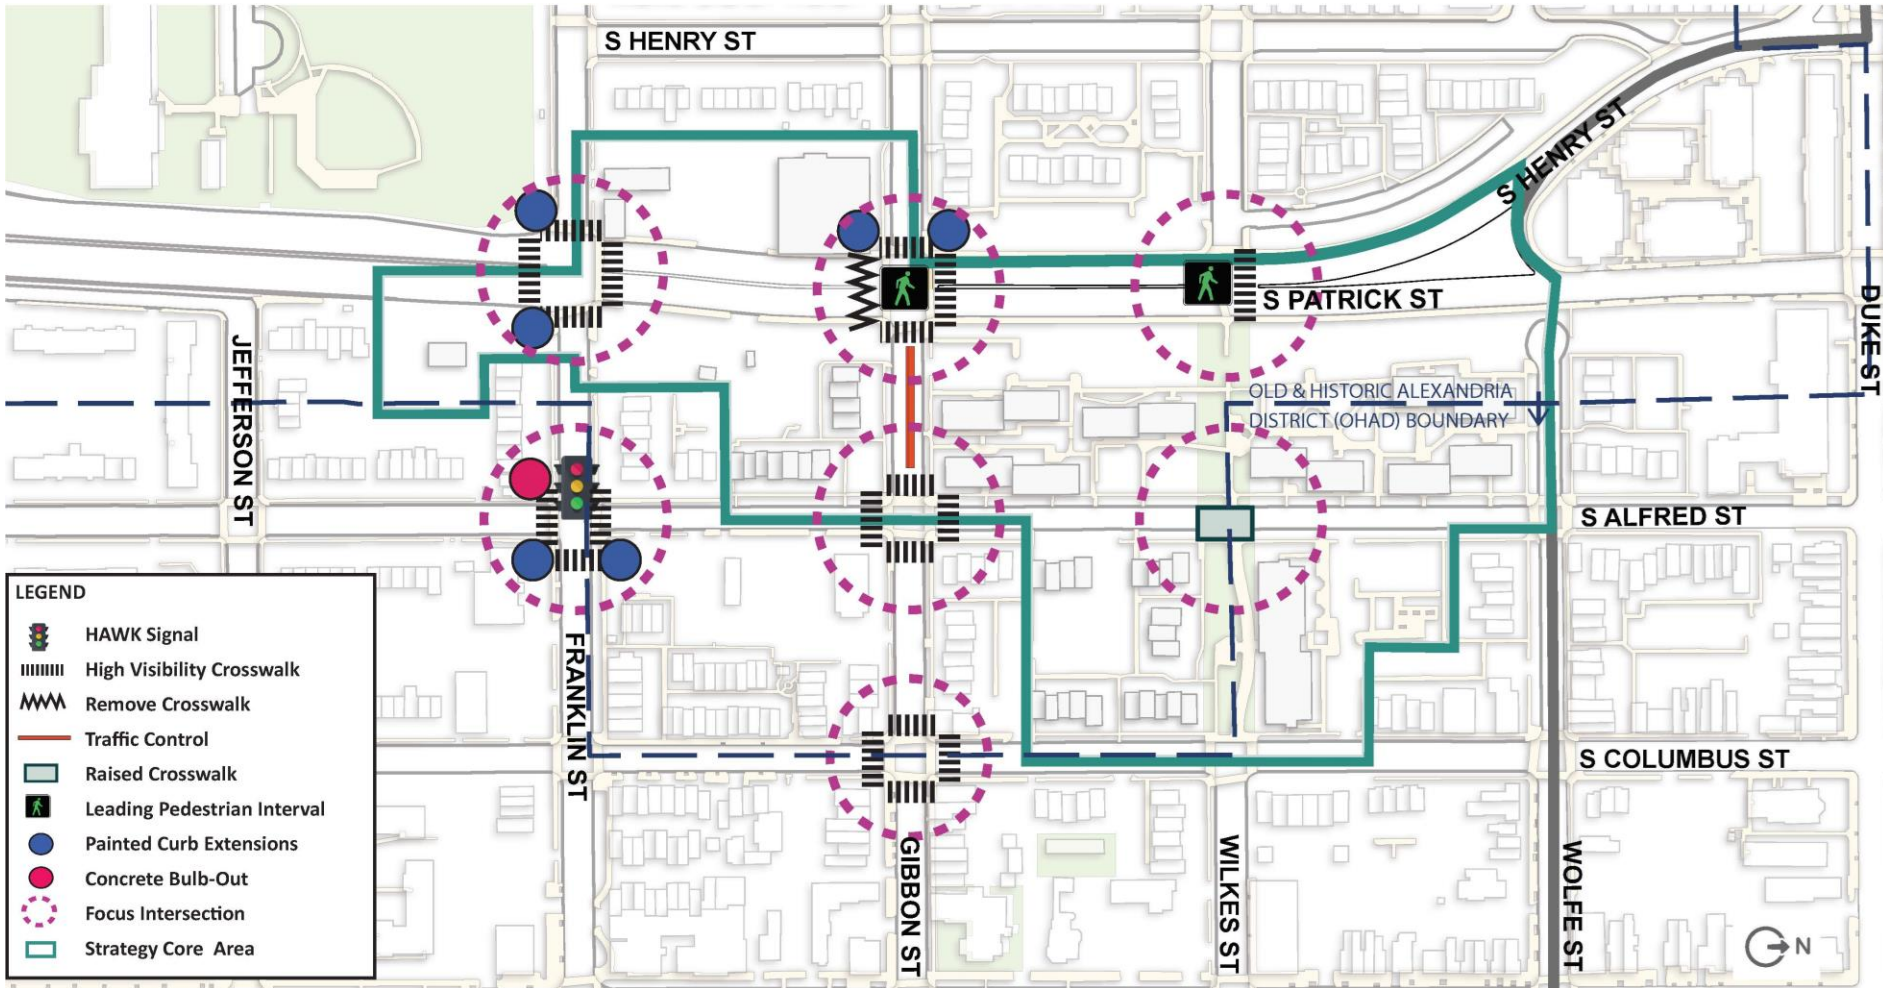 S HENRY ST
S HENRY ST
S PATRICK ST
DUKE ST
JEFFERSON ST
OLD & HISTORIC ALEXANDRIA
DISTRICT (OHAD) BOUNDARY
S ALFRED ST
FRANKLIN ST
S COLUMBUS ST
GIBBON ST
WILKES ST
WOLFE ST
N
LEGEND
HAWK Signal
High Visibility Crosswalk
Remove Crosswalk
Traffic Control
Raised Crosswalk
Leading Pedestrian Interval
Painted Curb Extensions
Concrete Bulb-Out
Focus Intersection
Strategy Core Area